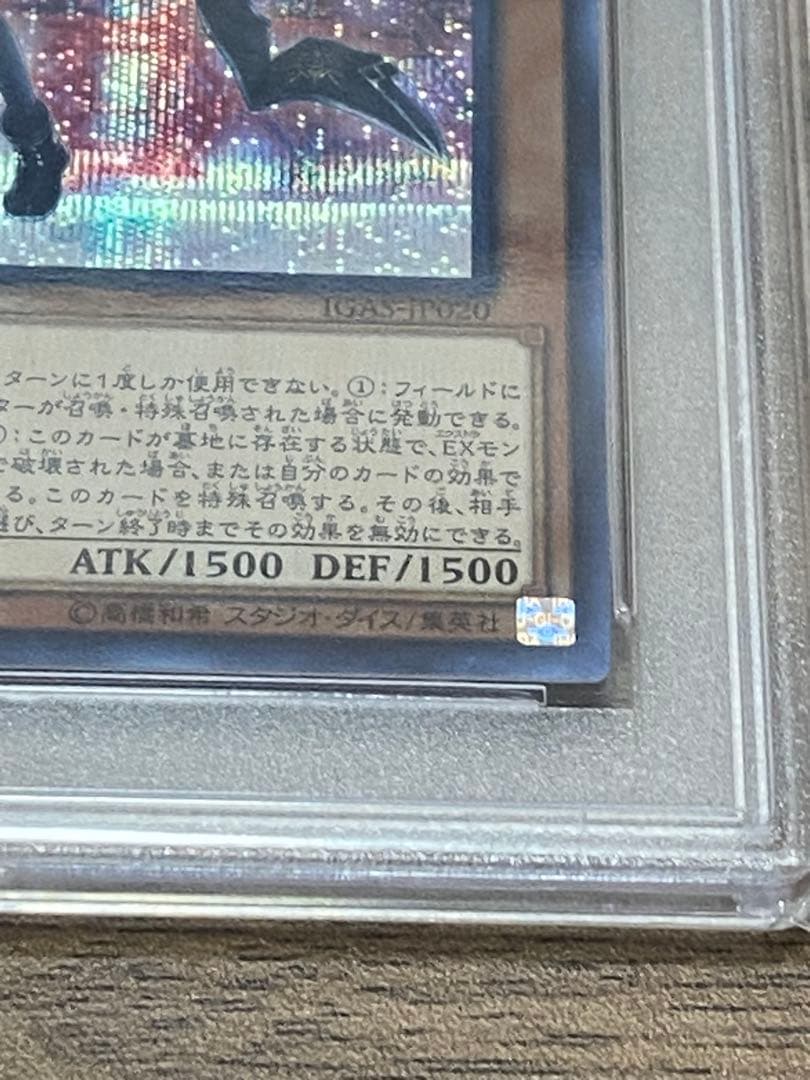 IGAS-JP020
ターンに1度しか使用できない。①：フィールドに
ターが召喚・特殊召喚された場合に発動できる。
：このカードが墓地に存在する状態で、EXモン
で破壊された場合、または自分のカードの効果で
る。このカードを特殊召喚する。その後、相手
選び、ターン終了時までその効果を無効にできる。
ATK/1500 DEF/1500
©高橋和希 スタジオ・ダイス/集英社